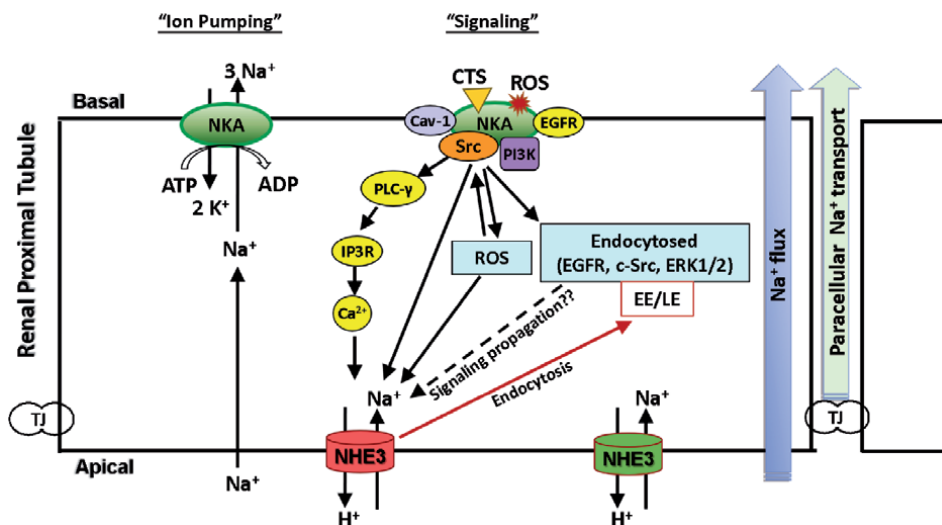 “Ion Pumping”
“Signaling”
3 Na⁺
CTS
ROS
Basal
NKA
Cav-1
NKA
EGFR
Src
PI3K
ATP
ADP
2 K⁺
PLC-γ
Na⁺
IP3R
ROS
Endocytosed
(EGFR, c-Src, ERK1/2)
EE/LE
Ca²⁺
Signaling propagation??
Endocytosis
Na⁺
Na⁺
TJ
TJ
Apical
NHE3
NHE3
Na⁺
H⁺
H⁺
Renal Proximal Tubule
Na⁺ flux
Paracellular Na⁺ transport